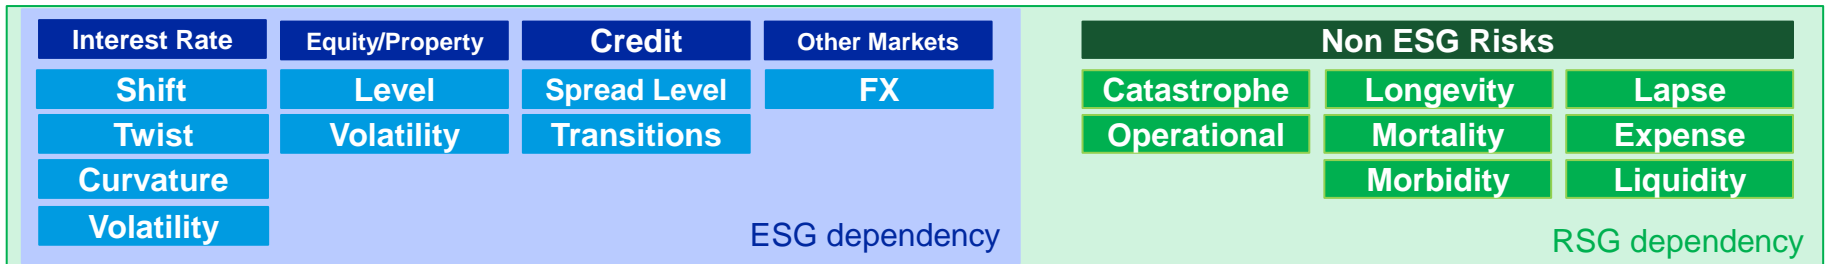 Interest Rate
Equity/Property
Credit
Other Markets
Non ESG Risks
Shift
Level
Spread Level
FX
Catastrophe
Longevity
Lapse
Twist
Volatility
Transitions
Operational
Mortality
Expense
Curvature
Morbidity
Liquidity
Volatility
ESG dependency
RSG dependency